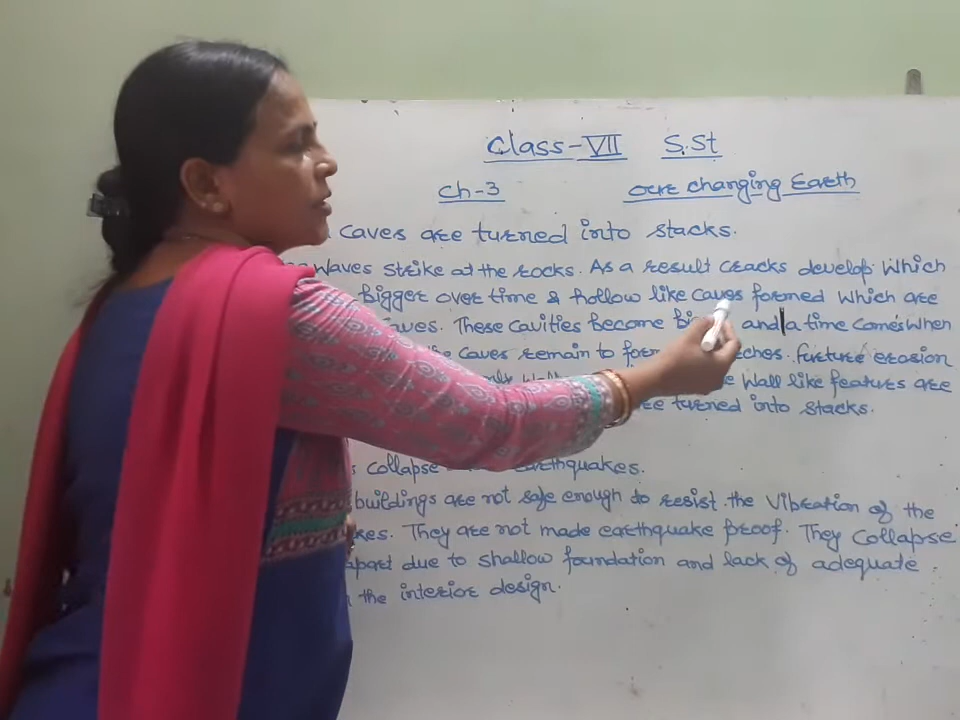 Class-VII S.St
Ch-3 Our changing Earth
caves are turned into stacks.
waves strike at the rocks. As a result cracks develop which
bigger over time & hollow like caves formed which are
caves. These cavities become and a time comes when
caves remain to furture erosion
wall like features are
turned into stacks.
collapse earthquakes.
buildings are not safe enough to resist the vibration of the
They are not made earthquake proof. They collapse
apart due to shallow foundation and lack of adequate
the interior design.